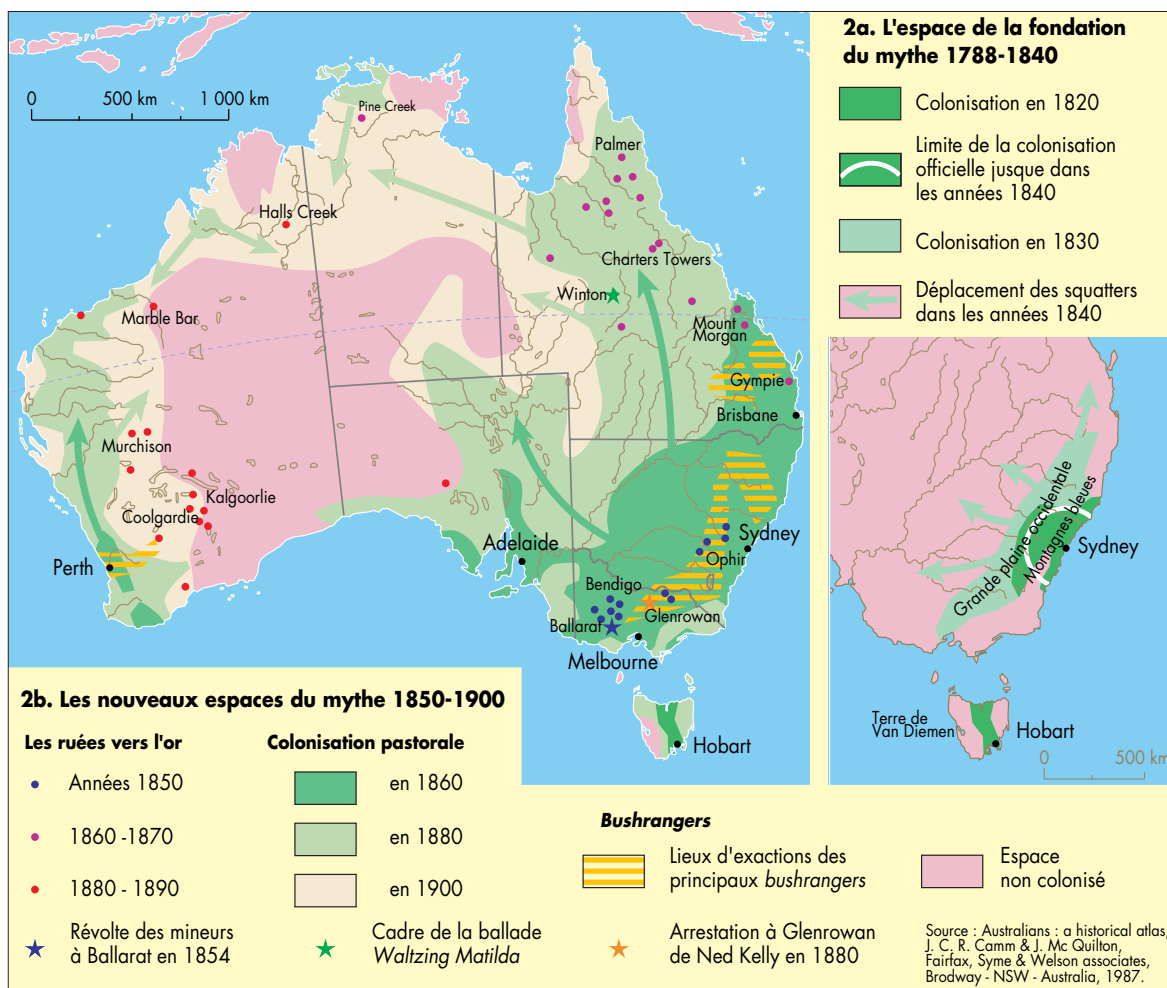 0 500 km 1 000 km
Pine Creek
Palmer
Halls Creek
Charters Towers
Winton
Marble Bar
Mount
Morgan
Gympie
Brisbane
Murchison
Kalgoorlie
Coolgardie
Perth
Adelaide
Sydney
Ophir
Bendigo
Glenrowan
Ballarat
Melbourne
Hobart
2a. L'espace de la fondation
du mythe 1788-1840
Colonisation en 1820
Limite de la colonisation
officielle jusque dans
les années 1840
Colonisation en 1830
Déplacement des squatters
dans les années 1840
Grande plaine occidentale
Montagnes bleues
Sydney
Terre de
Van Diemen
Hobart
0 500 km
2b. Les nouveaux espaces du mythe 1850-1900
Les ruées vers l'or
Années 1850
1860 -1870
1880 - 1890
Révolte des mineurs
à Ballarat en 1854
Colonisation pastorale
en 1860
en 1880
en 1900
Cadre de la ballade
Waltzing Matilda
Bushrangers
Lieux d'exactions des
principaux bushrangers
Arrestation à Glenrowan
de Ned Kelly en 1880
Espace
non colonisé
Source : Australians : a historical atlas,
J. C. R. Camm & J. Mc Quilton,
Fairfax, Syme & Welson associates,
Brodway - NSW - Australia, 1987.